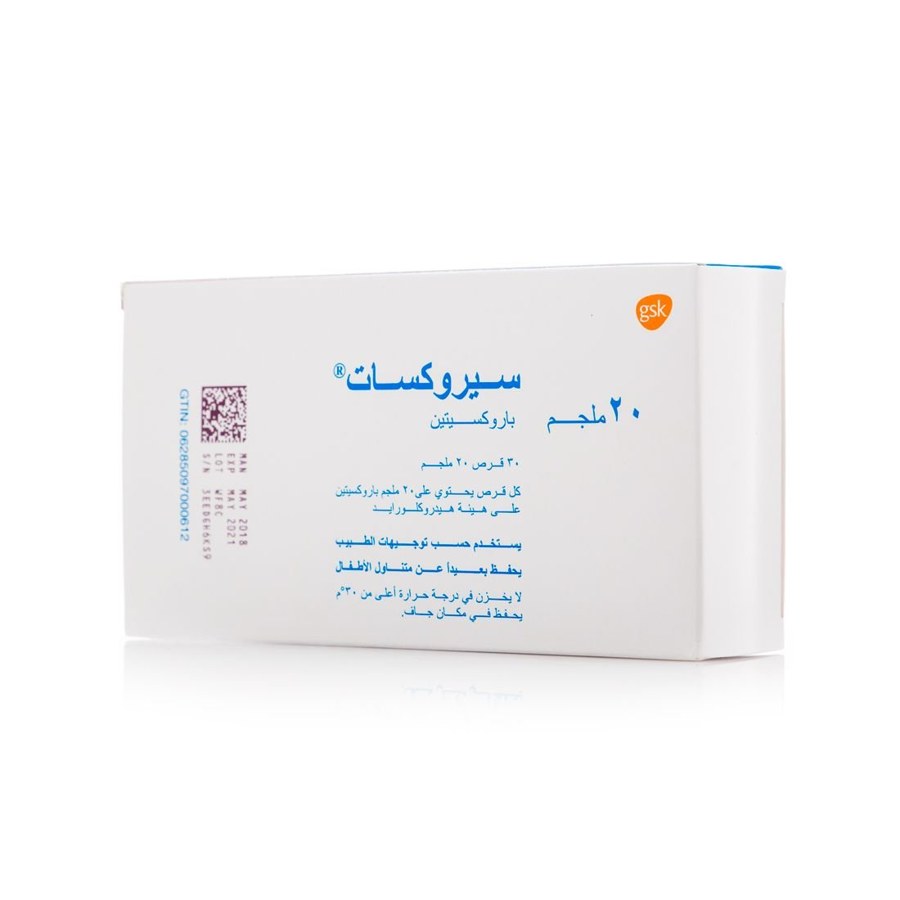 gsk
سيروكسات®
٢٠ ملجم
باروكسيتين
٣٠ قرص ٢٠ ملجم
كل قرص يحتوي على ٢٠ ملجم باروكسيتين
على هيئة هيدروكلورايد
يستخدم حسب توجيهات الطبيب
يحفظ بعيداً عن متناول الأطفال
لا يخزن في درجة حرارة أعلى من ٣٠°م
يحفظ في مكان جاف.
MAN MAY 2018
EXP MAY 2021
LOT WF8C
S/N
GTIN: 06285097000612